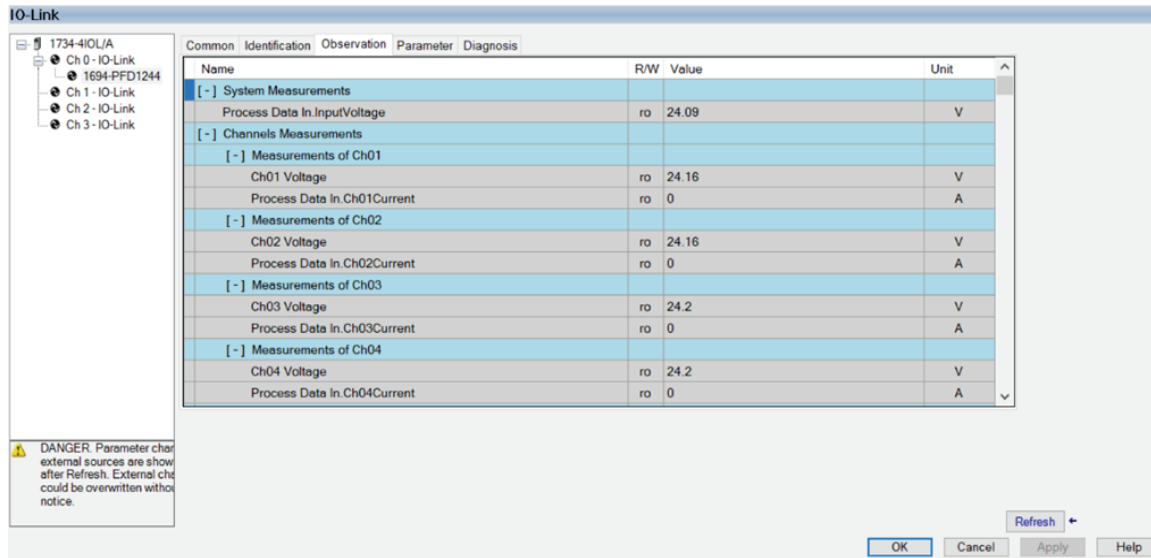 IO-Link
1734-4IOL/A
Ch 0 - IO-Link
1694-PFD1244
Ch 1 - IO-Link
Ch 2 - IO-Link
Ch 3 - IO-Link
Common Identification Observation Parameter Diagnosis
Name R/W Value Unit
[-] System Measurements
Process Data In.InputVoltage ro 24.09 V
[-] Channels Measurements
[-] Measurements of Ch01
Ch01 Voltage ro 24.16 V
Process Data In.Ch01Current ro 0 A
[-] Measurements of Ch02
Ch02 Voltage ro 24.16 V
Process Data In.Ch02Current ro 0 A
[-] Measurements of Ch03
Ch03 Voltage ro 24.2 V
Process Data In.Ch03Current ro 0 A
[-] Measurements of Ch04
Ch04 Voltage ro 24.2 V
Process Data In.Ch04Current ro 0 A
DANGER. Parameter char
external sources are show
after Refresh. External cha
could be overwritten withou
notice.
Refresh
OK Cancel Apply Help